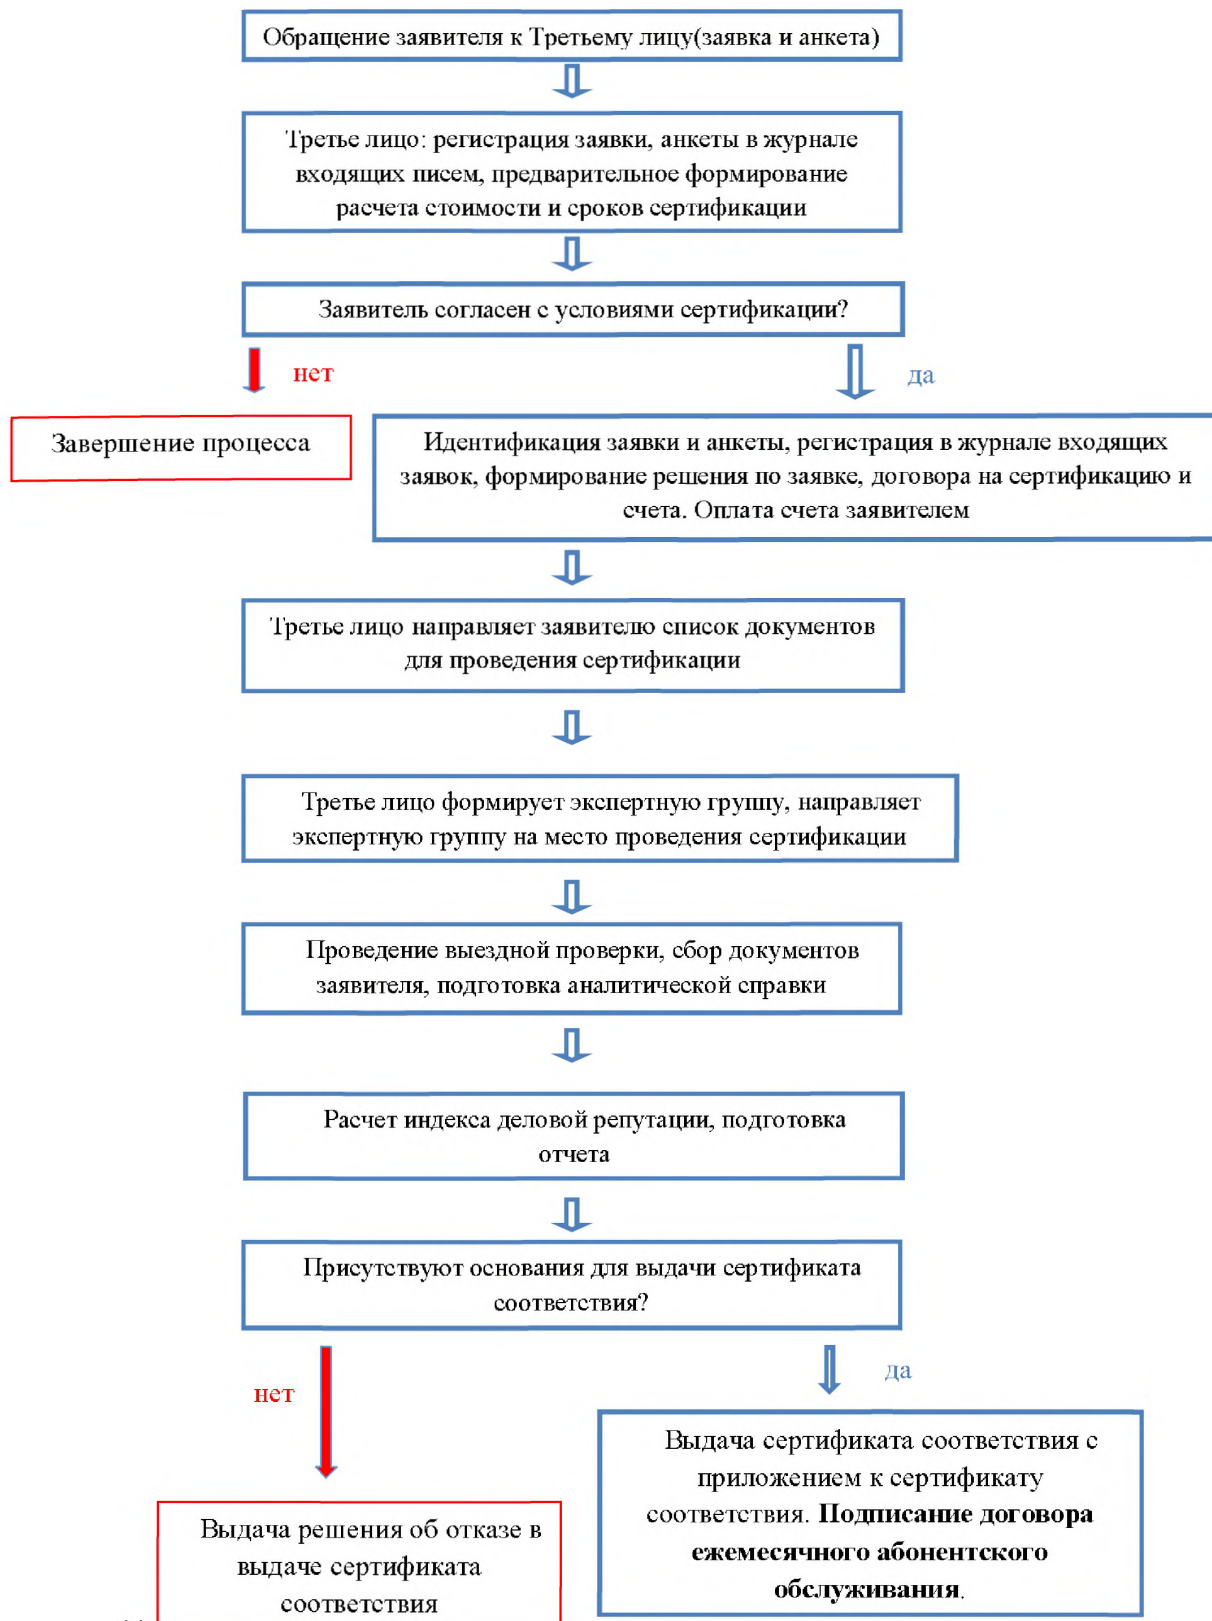 Обращение заявителя к Третьему лицу(заявка и анкета)
Третье лицо: регистрация заявки, анкеты в журнале
входящих писем, предварительное формирование
расчета стоимости и сроков сертификации
Заявитель согласен с условиями сертификации?
нет
да
Завершение процесса
Идентификация заявки и анкеты, регистрация в журнале входящих
заявок, формирование решения по заявке, договора на сертификацию и
счета. Оплата счета заявителем
Третье лицо направляет заявителю список документов
для проведения сертификации
Третье лицо формирует экспертную группу, направляет
экспертную группу на место проведения сертификации
Проведение выездной проверки, сбор документов
заявителя, подготовка аналитической справки
Расчет индекса деловой репутации, подготовка
отчета
Присутствуют основания для выдачи сертификата
соответствия?
нет
да
Выдача сертификата соответствия с
приложением к сертификату
соответствия. Подписание договора
ежемесячного абонентского
обслуживания.
Выдача решения об отказе в
выдаче сертификата
соответствия